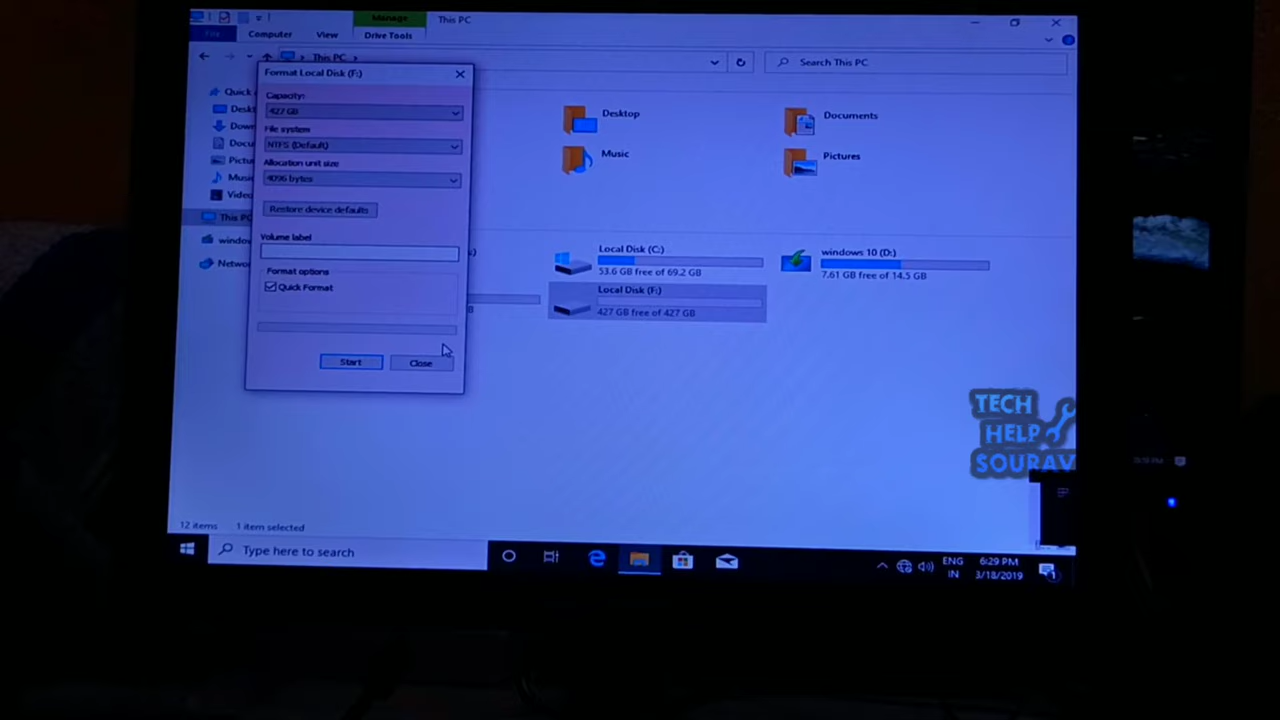 Manage
This PC
File
Computer
View
Drive Tools
This PC
Search This PC
Format Local Disk (F:)
Capacity:
427 GB
File system
NTFS (Default)
Allocation unit size
4096 bytes
Restore device defaults
Volume label
Format options
Quick Format
Start
Close
Quick
Deskt
Down
Docu
Pictur
Music
Video
This PC
window
Networ
Desktop
Documents
Music
Pictures
Local Disk (C:)
53.6 GB free of 69.2 GB
windows 10 (D:)
7.61 GB free of 14.5 GB
Local Disk (F:)
427 GB free of 427 GB
TECH
HELP
SOURAV
12 items
1 item selected
Type here to search
ENG
IN
6:29 PM
3/18/2019